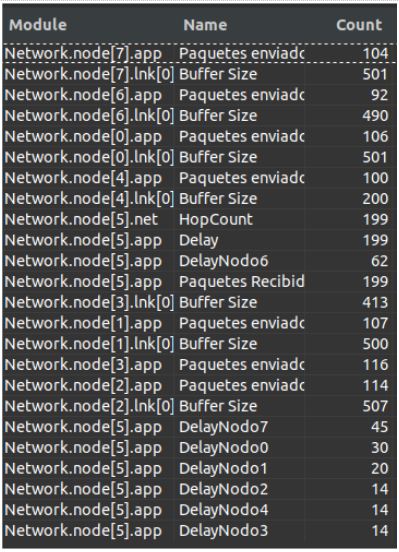 Module Name Count
Network.node[7].app Paquetes enviadc 104
Network.node[7].lnk[0] Buffer Size 501
Network.node[6].app Paquetes enviadc 92
Network.node[6].lnk[0] Buffer Size 490
Network.node[0].app Paquetes enviadc 106
Network.node[0].lnk[0] Buffer Size 501
Network.node[4].app Paquetes enviadc 100
Network.node[4].lnk[0] Buffer Size 200
Network.node[5].net HopCount 199
Network.node[5].app Delay 199
Network.node[5].app DelayNodo6 62
Network.node[5].app Paquetes Recibid 199
Network.node[3].lnk[0] Buffer Size 413
Network.node[1].app Paquetes enviadc 107
Network.node[1].lnk[0] Buffer Size 500
Network.node[3].app Paquetes enviadc 116
Network.node[2].app Paquetes enviadc 114
Network.node[2].lnk[0] Buffer Size 507
Network.node[5].app DelayNodo7 45
Network.node[5].app DelayNodo0 30
Network.node[5].app DelayNodo1 20
Network.node[5].app DelayNodo2 14
Network.node[5].app DelayNodo4 14
Network.node[5].app DelayNodo3 14